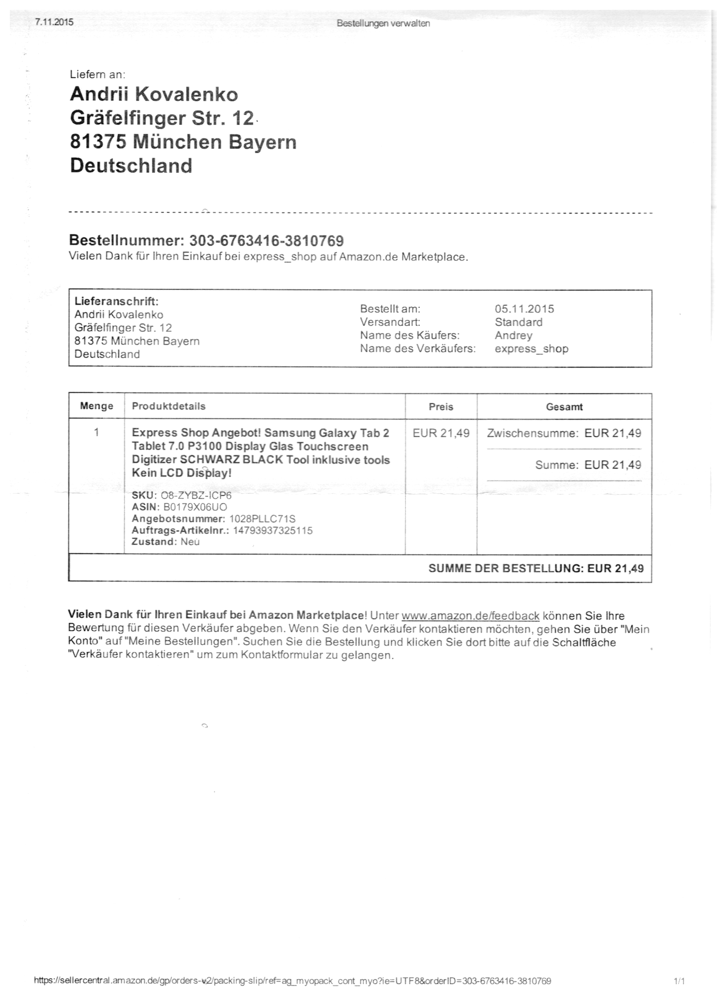 7.11.2015
Bestellungen verwalten
Liefern an:
Andrii Kovalenko
Gräfelfinger Str. 12
81375 München Bayern
Deutschland
Bestellnummer: 303-6763416-3810769
Vielen Dank für Ihren Einkauf bei express_shop auf Amazon.de Marketplace.
Lieferanschrift:
Andrii Kovalenko
Gräfelfinger Str. 12
81375 München Bayern
Deutschland
Bestellt am: 05.11.2015
Versandart: Standard
Name des Käufers: Andrey
Name des Verkäufers: express_shop
Menge Produktdetails Preis Gesamt
1 Express Shop Angebot! Samsung Galaxy Tab 2 EUR 21,49 Zwischensumme: EUR 21,49
Tablet 7.0 P3100 Display Glas Touchscreen
Digitizer SCHWARZ BLACK Tool inklusive tools
Summe: EUR 21,49
Kein LCD Display!
SKU: O8-ZYBZ-ICP6
ASIN: B0179X06UO
Angebotsnummer: 1028PLLC71S
Auftrags-Artikelnr.: 14793937325115
Zustand: Neu
SUMME DER BESTELLUNG: EUR 21,49
Vielen Dank für Ihren Einkauf bei Amazon Marketplace! Unter www.amazon.de/feedback können Sie Ihre
Bewertung für diesen Verkäufer abgeben. Wenn Sie den Verkäufer kontaktieren möchten, gehen Sie über "Mein
Konto" auf "Meine Bestellungen". Suchen Sie die Bestellung und klicken Sie dort bitte auf die Schaltfläche
"Verkäufer kontaktieren" um zum Kontaktformular zu gelangen.
https://sellercentral.amazon.de/gp/orders-v2/packing-slip/ref=ag_myopack_cont_myo?ie=UTF8&orderID=303-6763416-3810769
1/1